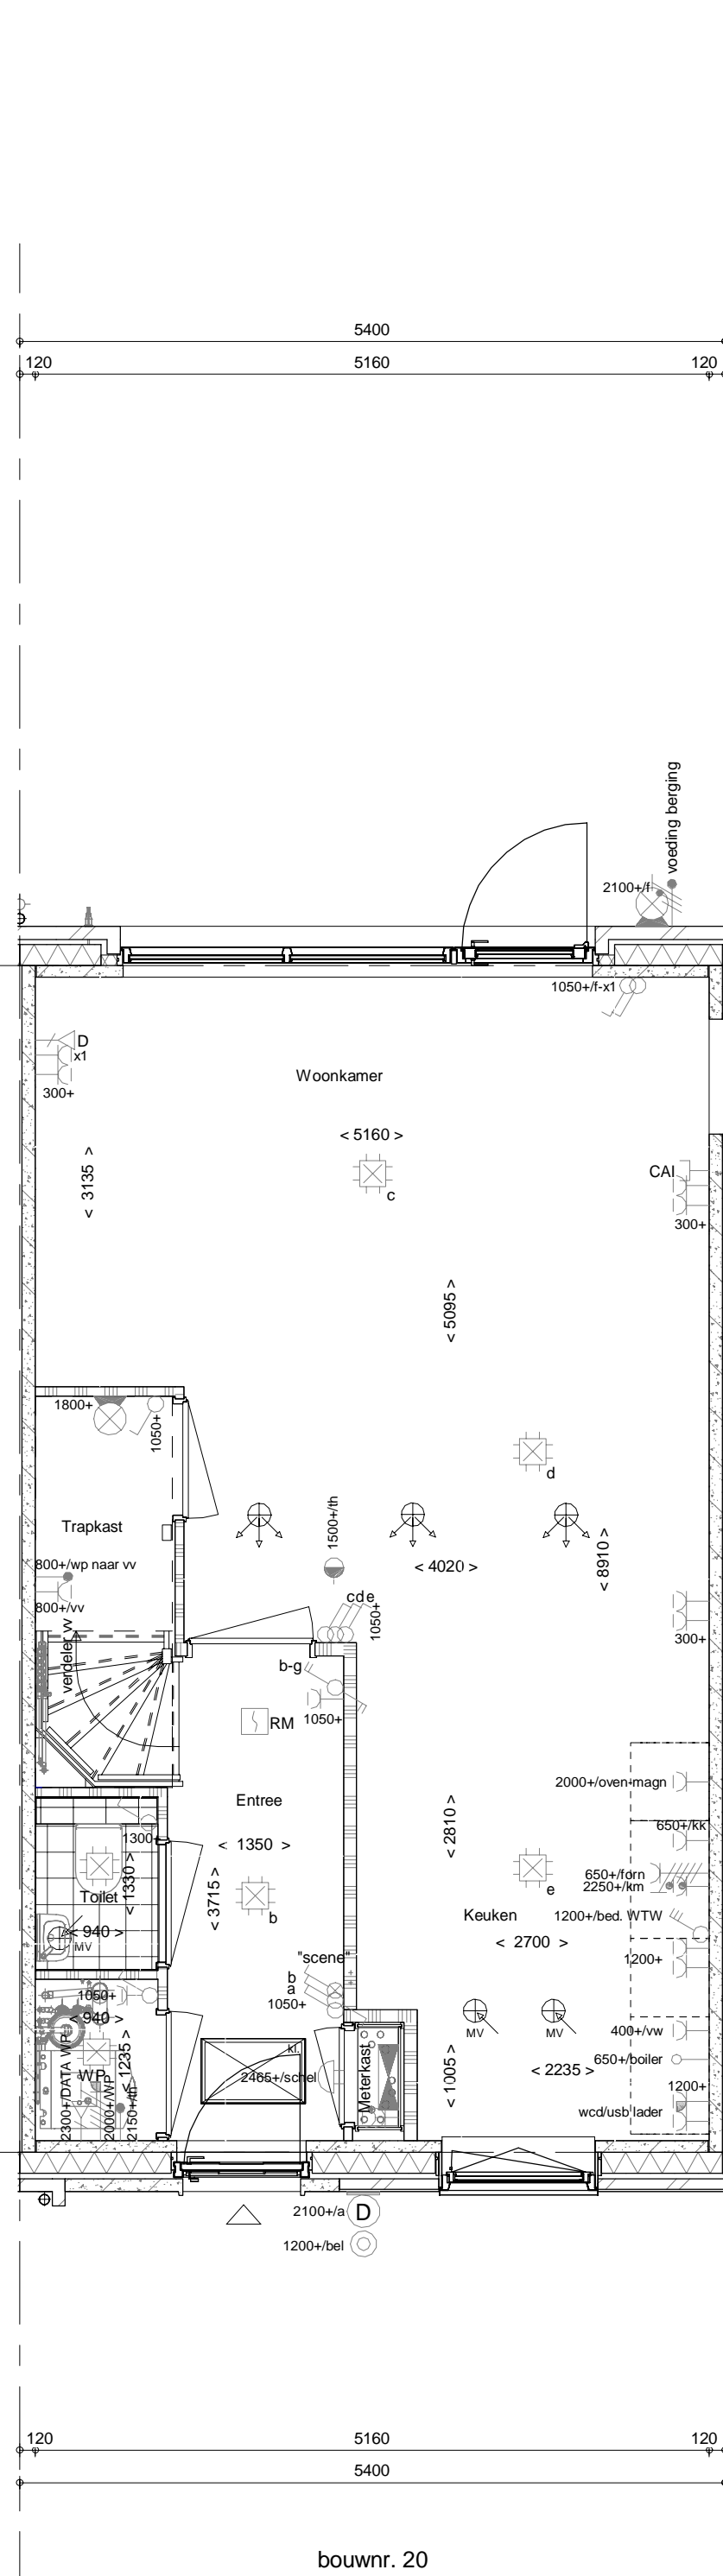 5400
120 5160 120
voeding berging
2100+/f
1050+/f-x1
D
x1
300+
Woonkamer
< 5160 >
< 3135 >
c
CAI
300+
< 5095 >
1800+
1050+
d
Trapkast
1500+/th
< 4020 >
< 8910 >
800+/wp naar vv
800+/vv
cde
1050+
300+
verdeler vv
b-g
1050+
RM
2000+/oven-magn
Entree
650+/kk
1300+
< 1350 >
< 2810 >
< 1330 >
650+/forn
2250+/km
e
Toilet
< 3715 >
b
Keuken
1200+/bed. WTW
< 940 >
MV
< 2700 >
"scene"
1200+
b
a
1050+
1050+
< 940 >
MV
MV
400+/vw
kl.
650+/boiler
< 1235 >
WP
2465+/schel
Meterkast
< 1005 >
< 2235 >
1200+
2300+/DATA WP
2000+/WP
2150+/th
wcd/usb lader
2100+/a
D
1200+/bel
120 5160 120
5400
bouwnr. 20